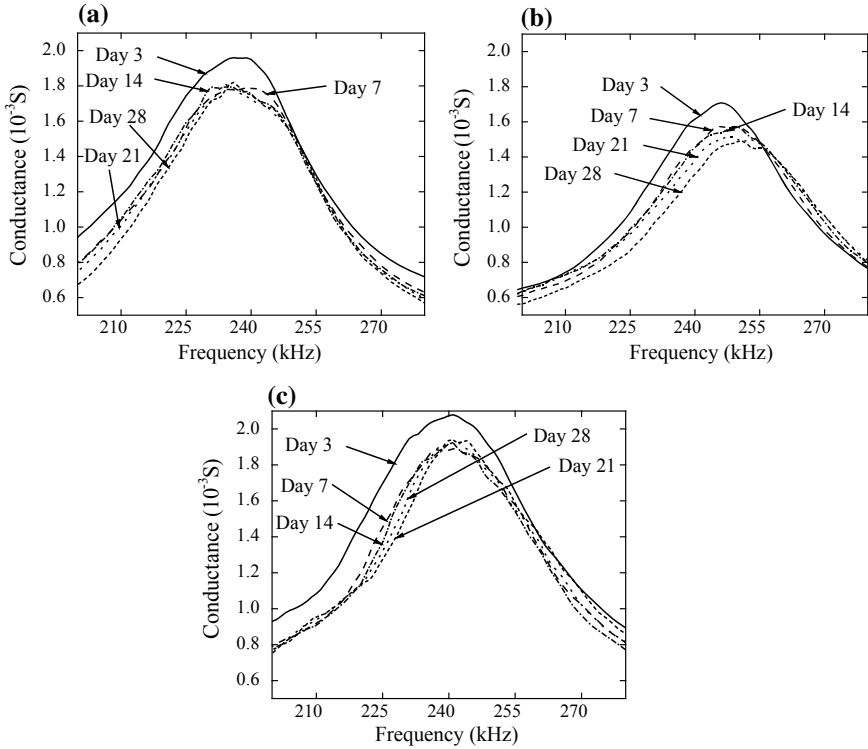 (a)
2.0
1.8
1.6
1.4
1.2
1.0
0.8
0.6
Conductance (10⁻³S)
Day 3
Day 14
Day 7
Day 28
Day 21
210 225 240 255 270
Frequency (kHz)
(b)
2.0
1.8
1.6
1.4
1.2
1.0
0.8
0.6
Conductance (10⁻³S)
Day 3
Day 7
Day 14
Day 21
Day 28
210 225 240 255 270
Frequency (kHz)
(c)
2.0
1.8
1.6
1.4
1.2
1.0
0.8
0.6
Conductance (10⁻³S)
Day 3
Day 28
Day 21
Day 7
Day 14
210 225 240 255 270
Frequency (kHz)